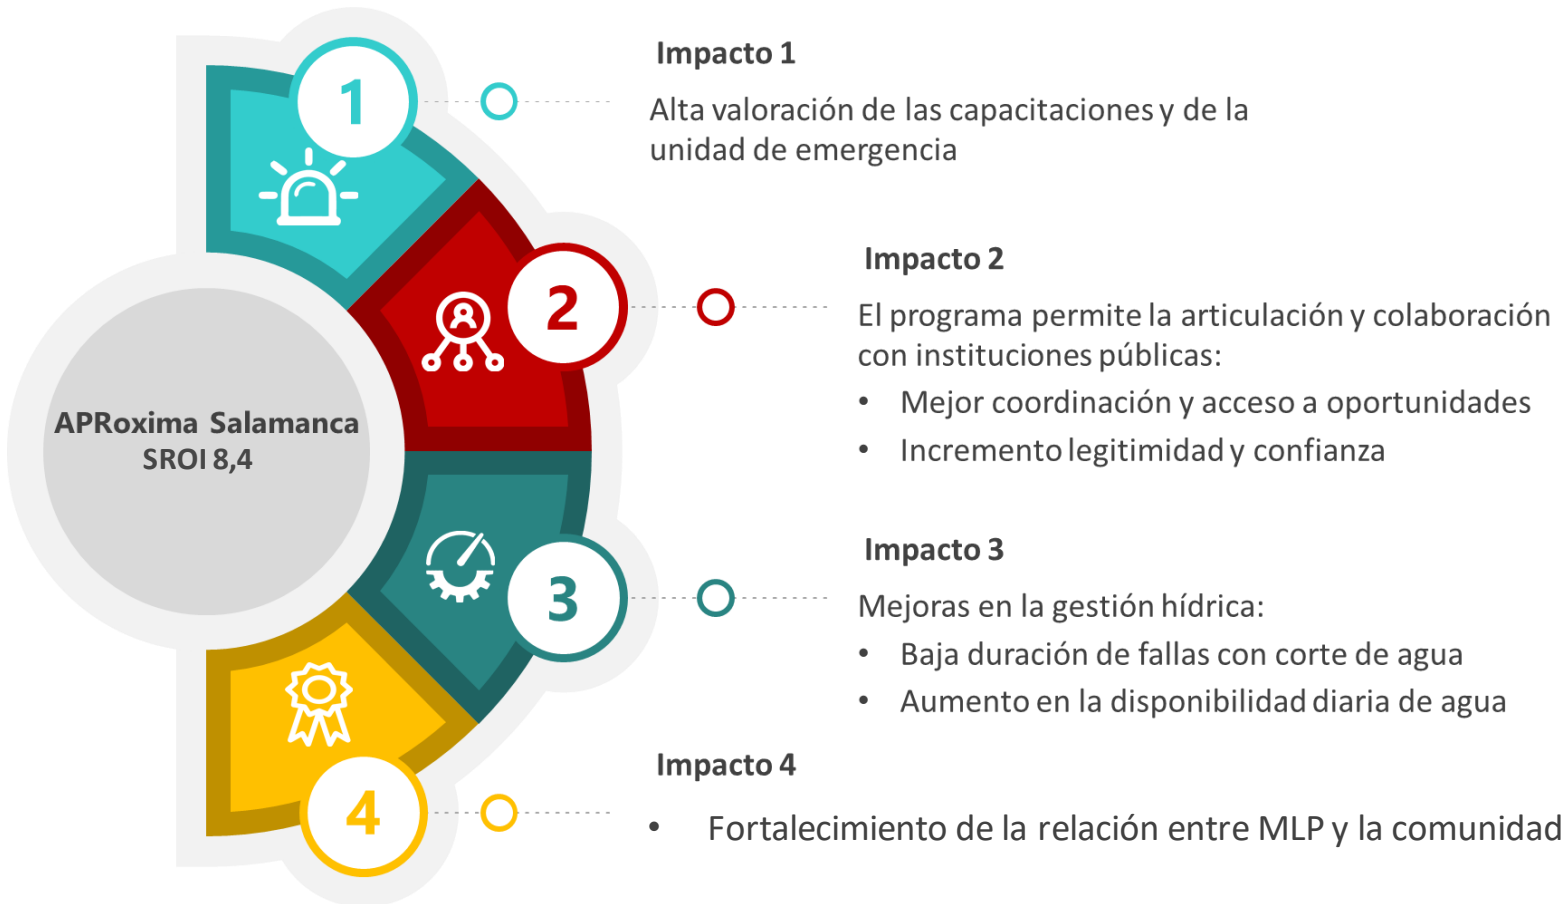 APRoxima Salamanca
SROI 8,4
1
Impacto 1
Alta valoración de las capacitaciones y de la
unidad de emergencia
2
Impacto 2
El programa permite la articulación y colaboración
con instituciones públicas:
• Mejor coordinación y acceso a oportunidades
• Incremento legitimidad y confianza
3
Impacto 3
Mejoras en la gestión hídrica:
• Baja duración de fallas con corte de agua
• Aumento en la disponibilidad diaria de agua
4
Impacto 4
• Fortalecimiento de la relación entre MLP y la comunidad